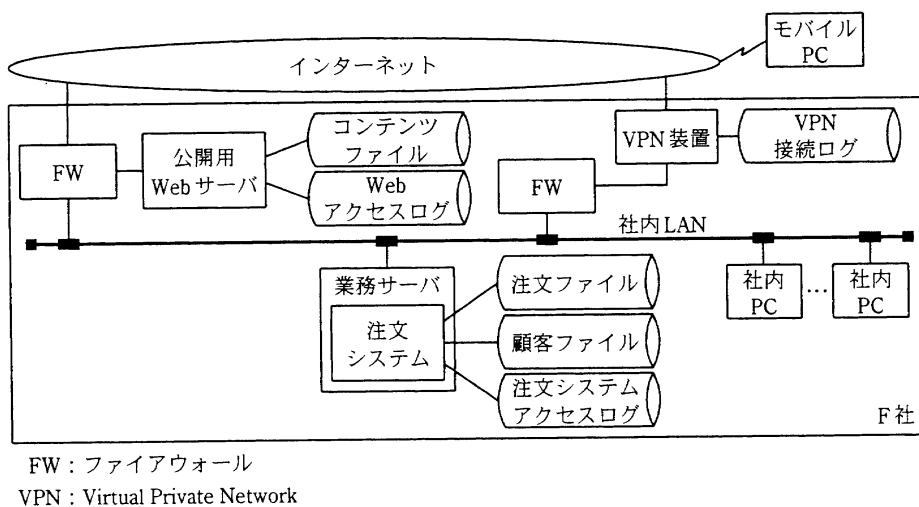 モバイル
PC
インターネット
FW
公開用
Webサーバ
コンテンツ
ファイル
Web
アクセスログ
FW
VPN装置
VPN
接続ログ
社内LAN
業務サーバ
注文
システム
注文ファイル
顧客ファイル
注文システム
アクセスログ
社内
PC
…
社内
PC
F社
FW：ファイアウォール
VPN：Virtual Private Network